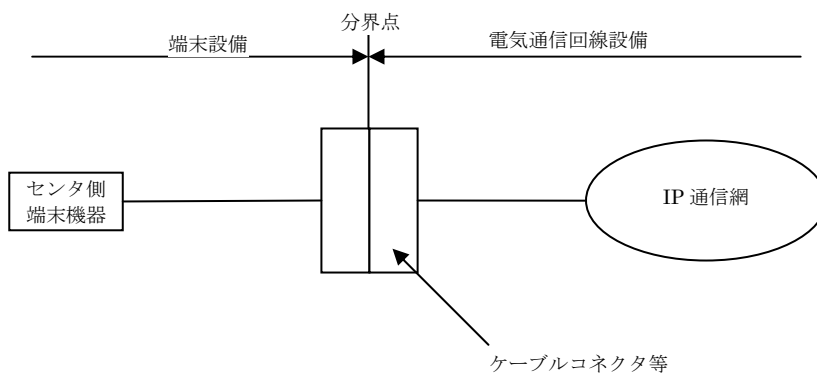 分界点
端末設備
電気通信回線設備
センタ側
端末機器
IP 通信網
ケーブルコネクタ等